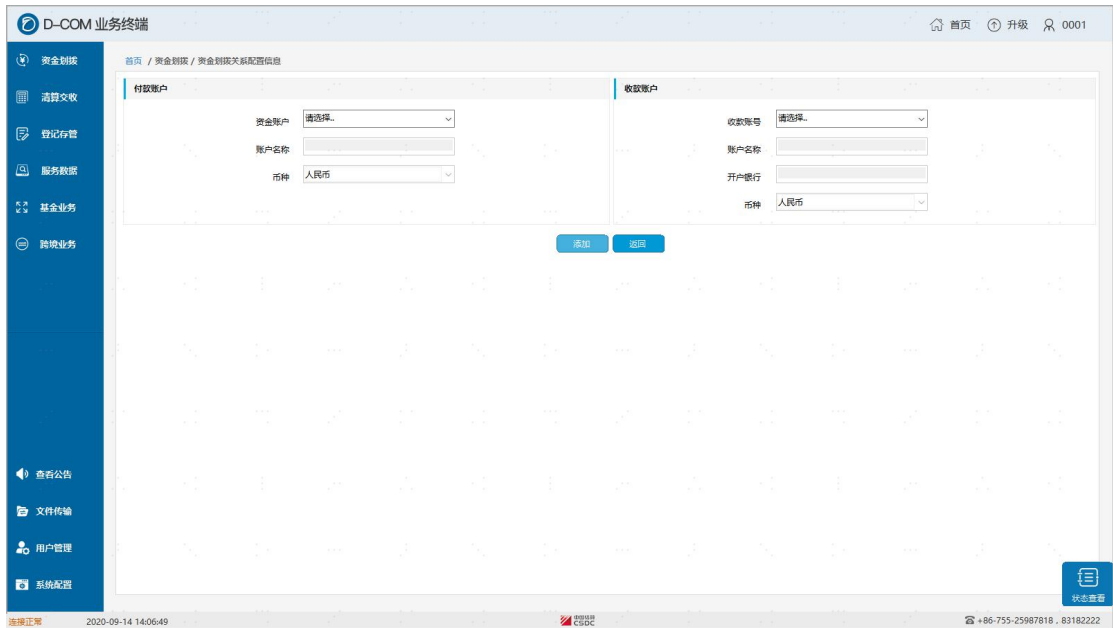 D-COM 业务终端
首页 升级 0001
资金划拨
清算交收
登记存管
服务数据
基金业务
跨境业务
查看公告
文件传输
用户管理
系统配置
首页 / 资金划拨 / 资金划拨关系配置信息
付款账户
资金账户 请选择..
账户名称
币种 人民币
收款账户
收款账号 请选择..
账户名称
开户银行
币种 人民币
添加 返回
状态查看
连接正常 2020-09-14 14:06:49
中国结算
CSDC
+86-755-25987818 . 83182222